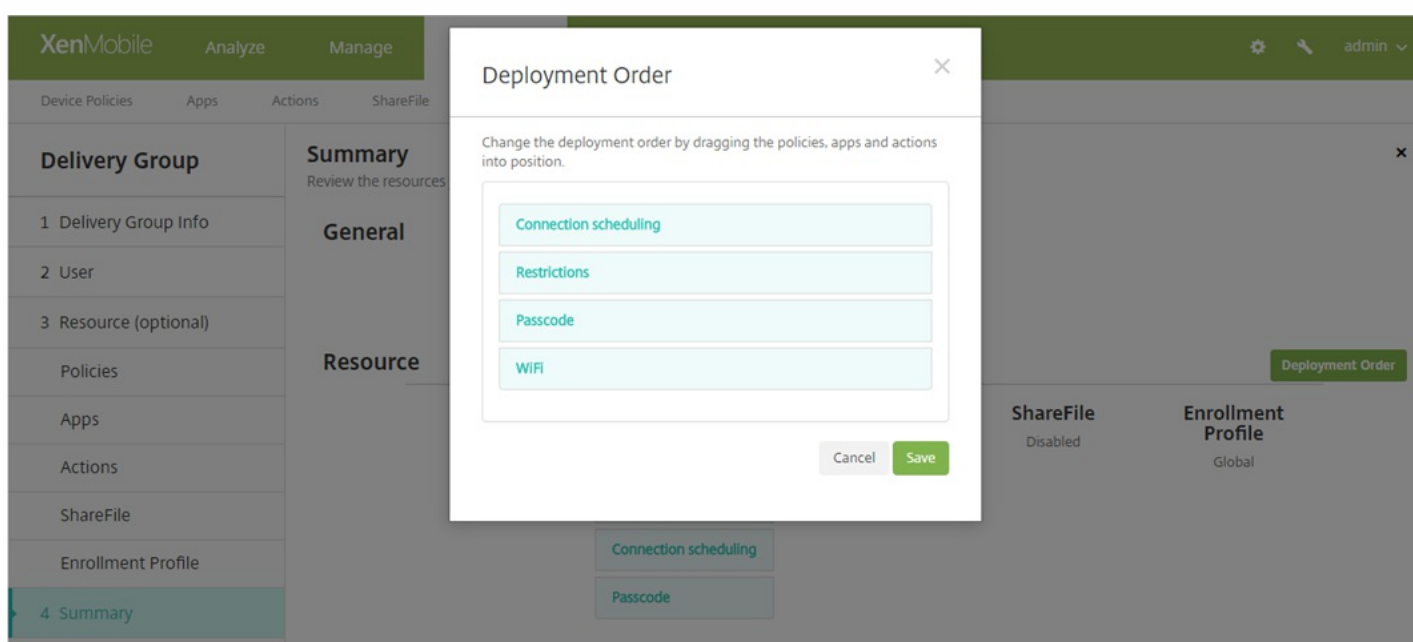 XenMobile
Analyze
Manage
admin
Device Policies
Apps
Actions
ShareFile
Deployment Order
Change the deployment order by dragging the policies, apps and actions
into position.
Connection scheduling
Restrictions
Passcode
WiFi
Cancel
Save
Delivery Group
1 Delivery Group Info
2 User
3 Resource (optional)
Policies
Apps
Actions
ShareFile
Enrollment Profile
4 Summary
Summary
Review the resources
General
Resource
Deployment Order
ShareFile
Disabled
Enrollment
Profile
Global
Connection scheduling
Passcode